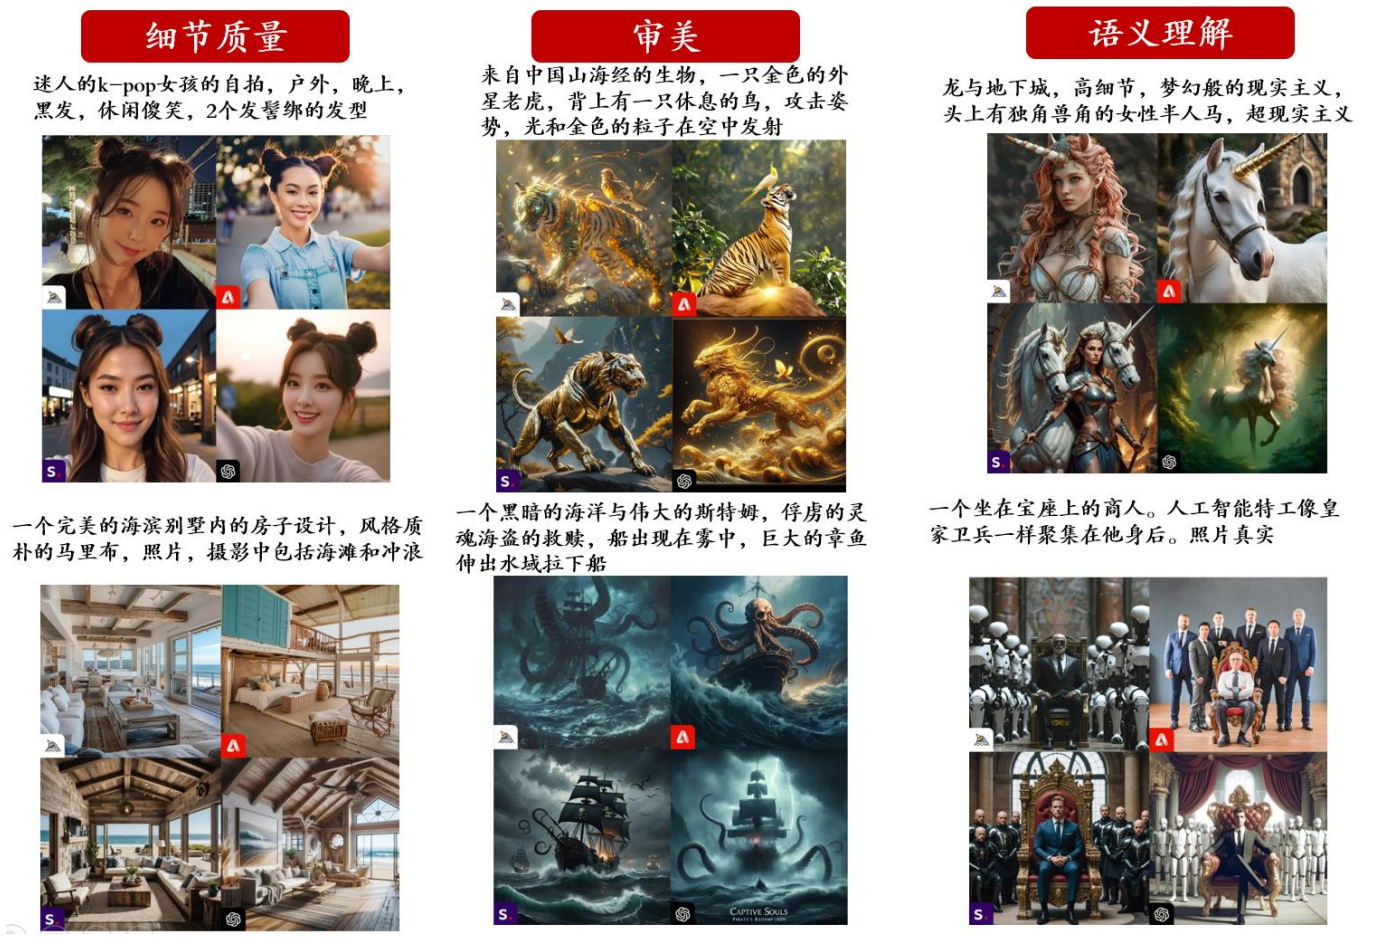 细节质量
迷人的k-pop女孩的自拍，户外，晚上，
黑发，休闲傻笑，2个发髻绑的发型
S.
一个完美的海滨别墅内的房子设计，风格质
朴的马里布，照片，摄影中包括海滩和冲浪
S.
审美
来自中国山海经的生物，一只金色的外
星老虎，背上有一只休息的鸟，攻击姿
势，光和金色的粒子在空中发射
S.
一个黑暗的海洋与伟大的斯特姆，俘虏的灵
魂海盗的救赎，船出现在雾中，巨大的章鱼
伸出水域拉下船
CAPTIVE SOULS
PIRATE'S REDEMPTION
S.
语义理解
龙与地下城，高细节，梦幻般的现实主义，
头上有独角兽角的女性半人马，超现实主义
S.
一个坐在宝座上的商人。人工智能特工像皇
家卫兵一样聚集在他身后。照片真实
S.